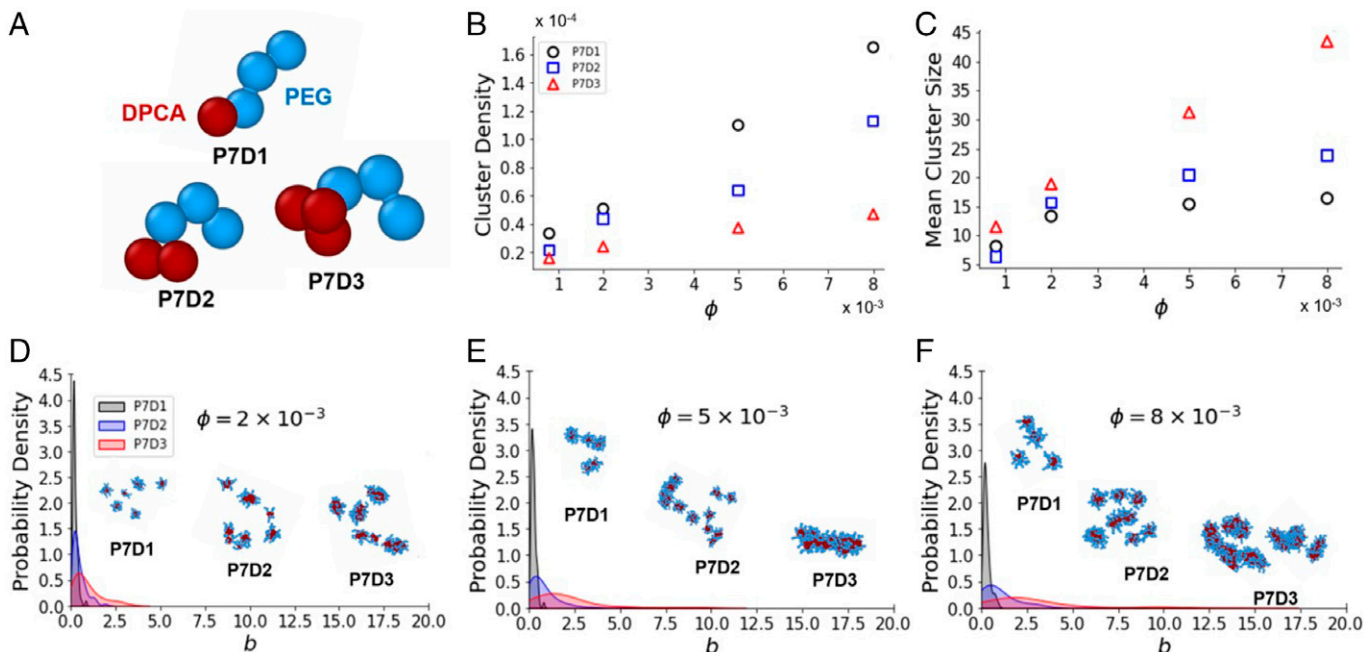 A
DPCA
PEG
P7D1
P7D2
P7D3
B
x 10⁻⁴
Cluster Density
1.6
1.4
1.2
1.0
0.8
0.6
0.4
0.2
P7D1
P7D2
P7D3
1 2 3 4 5 6 7 8
ϕ
x 10⁻³
C
Mean Cluster Size
45
40
35
30
25
20
15
10
5
1 2 3 4 5 6 7 8
ϕ
x 10⁻³
D
Probability Density
4.5
4.0
3.5
3.0
2.5
2.0
1.5
1.0
0.5
0.0
P7D1
P7D2
P7D3
ϕ = 2 × 10⁻³
P7D1
P7D2
P7D3
0.0 2.5 5.0 7.5 10.0 12.5 15.0 17.5 20.0
b
E
Probability Density
4.5
4.0
3.5
3.0
2.5
2.0
1.5
1.0
0.5
0.0
ϕ = 5 × 10⁻³
P7D1
P7D2
P7D3
0.0 2.5 5.0 7.5 10.0 12.5 15.0 17.5 20.0
b
F
Probability Density
4.5
4.0
3.5
3.0
2.5
2.0
1.5
1.0
0.5
0.0
ϕ = 8 × 10⁻³
P7D1
P7D2
P7D3
0.0 2.5 5.0 7.5 10.0 12.5 15.0 17.5 20.0
b